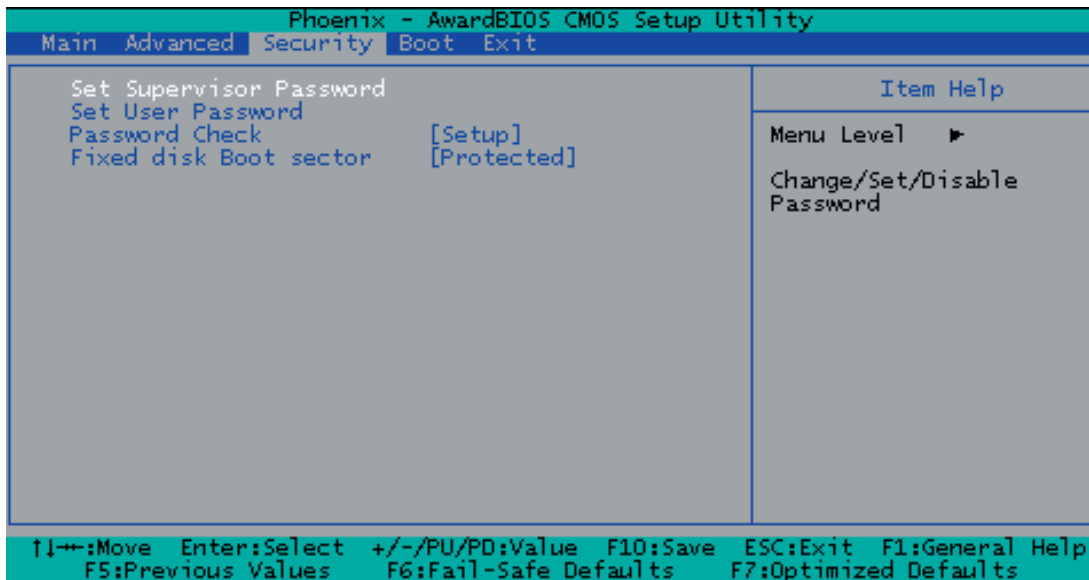 Phoenix - AwardBIOS CMOS Setup Utility
Main Advanced Security Boot Exit
Set Supervisor Password
Set User Password
Password Check [Setup]
Fixed disk Boot sector [Protected]
Item Help
Menu Level ►
Change/Set/Disable
Password
↑↓→←:Move Enter:Select +/-/PU/PD:Value F10:Save ESC:Exit F1:General Help
F5:Previous Values F6:Fail-Safe Defaults F7:Optimized Defaults